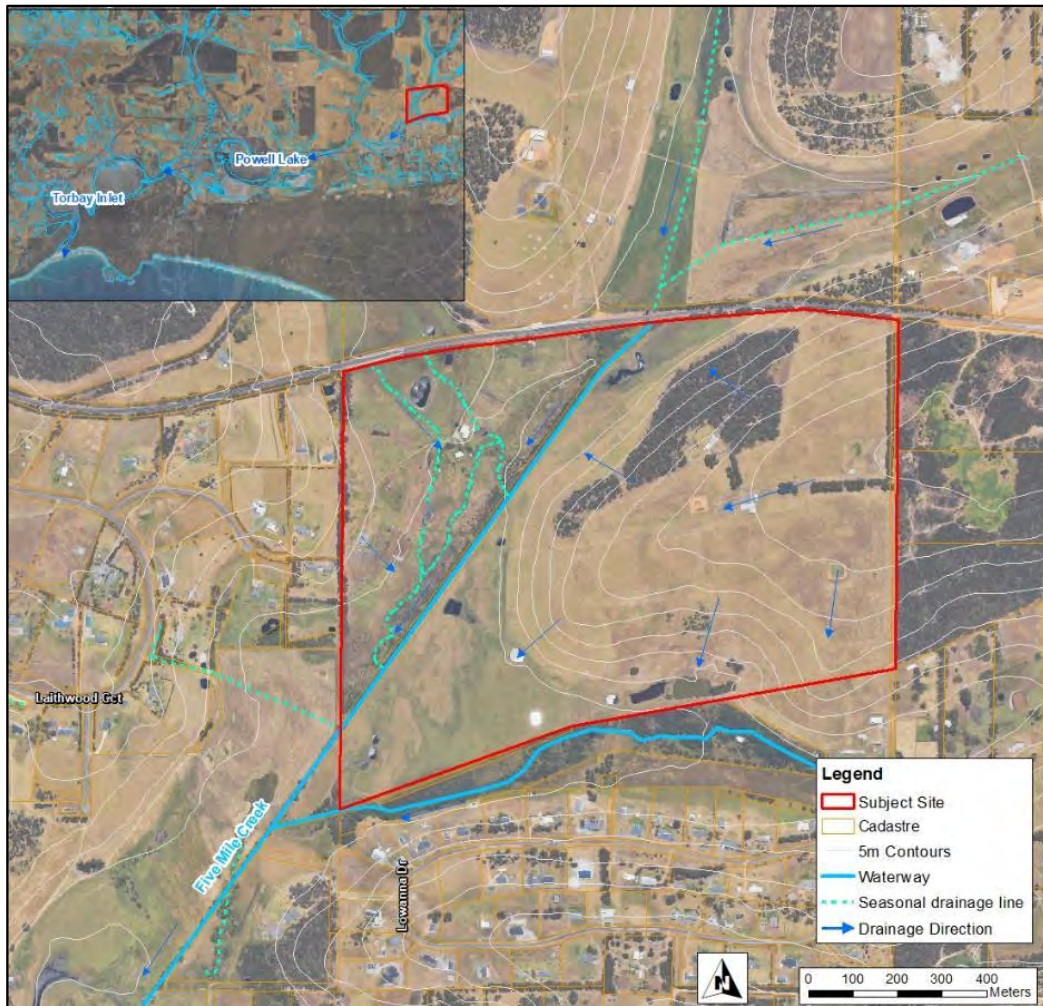 Powell Lake
Torbay Inlet
Laithwood Cct
Five Mile Creek
Lowanna Dr
Legend
Subject Site
Cadastre
5m Contours
Waterway
Seasonal drainage line
Drainage Direction
N
0 100 200 300 400
Meters